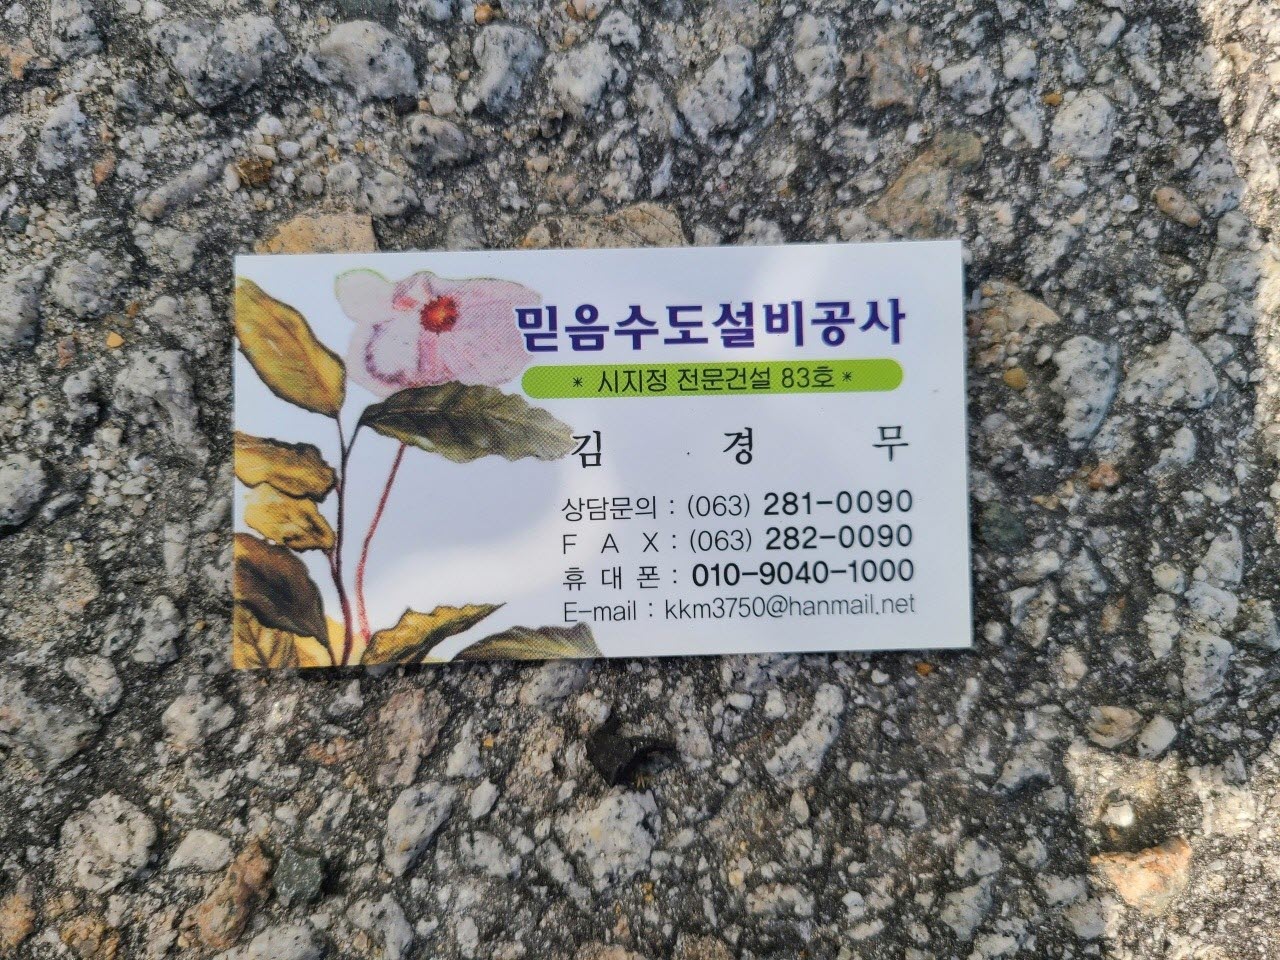 믿음수도설비공사
* 시지정 전문건설 83호 *
김 경 무
상담문의 : (063) 281-0090
F A X : (063) 282-0090
휴 대 폰 : 010-9040-1000
E-mail : kkm3750@hanmail.net